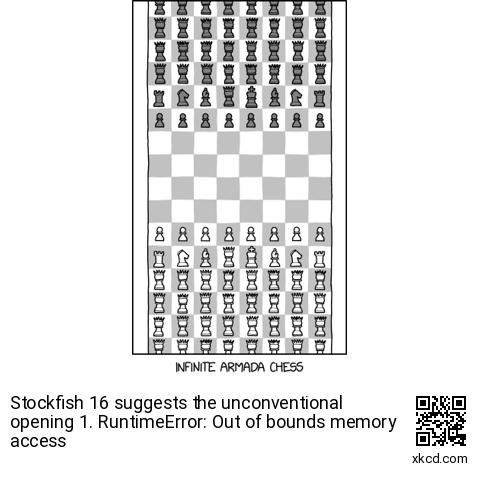 INFINITE ARMADA CHESS
Stockfish 16 suggests the unconventional
opening 1. RuntimeError: Out of bounds memory
access
xkcd.com